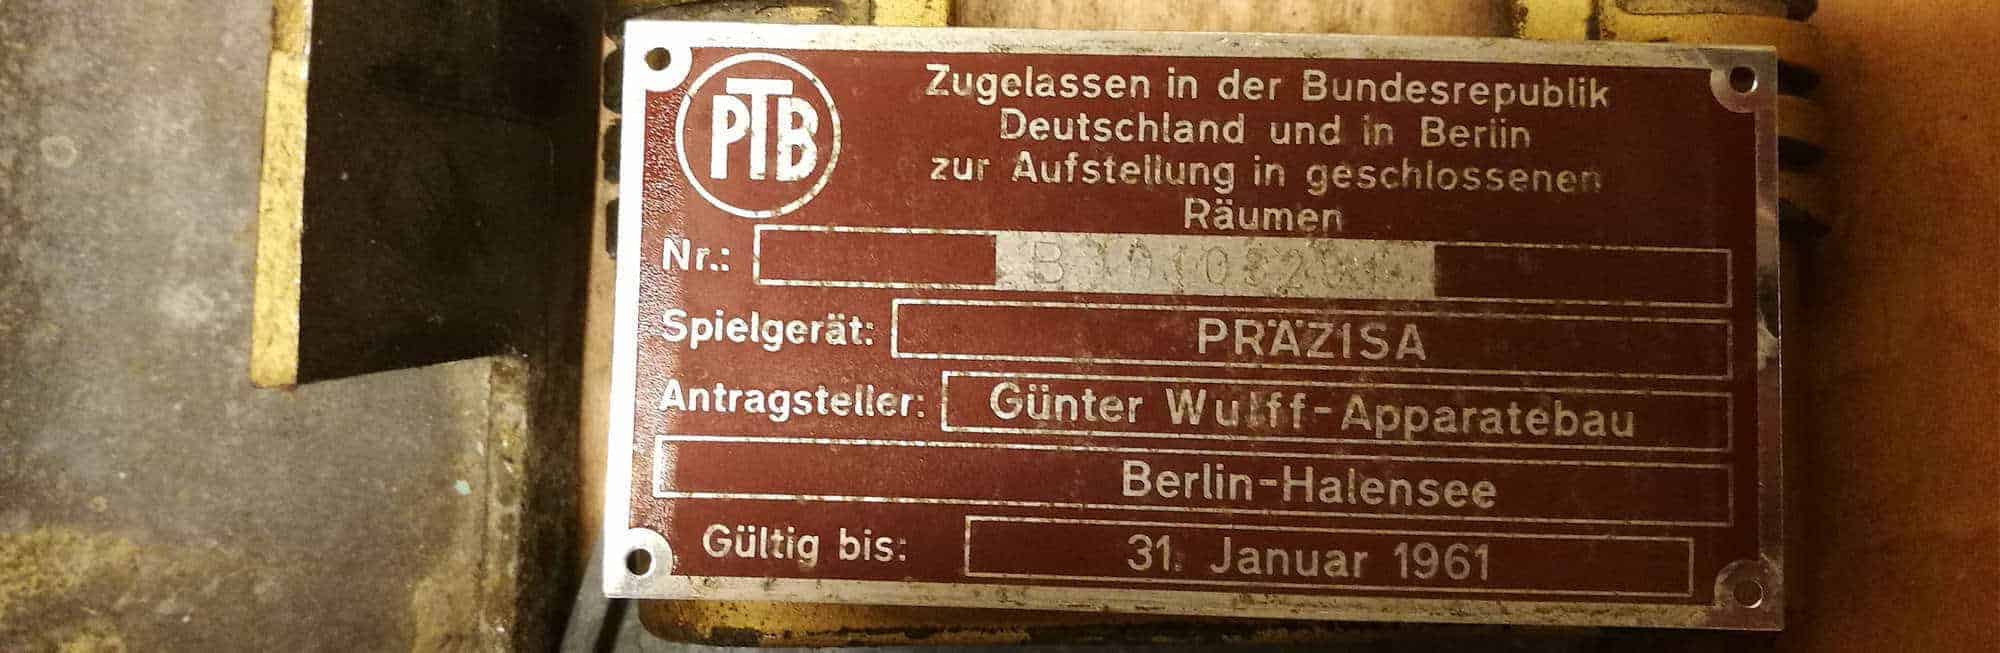 PTB
Zugelassen in der Bundesrepublik
Deutschland und in Berlin
zur Aufstellung in geschlossenen
Räumen
Nr.:
Spielgerät: PRÄZISA
Antragsteller: Günter Wulff-Apparatebau
Berlin-Halensee
Gültig bis: 31. Januar 1961